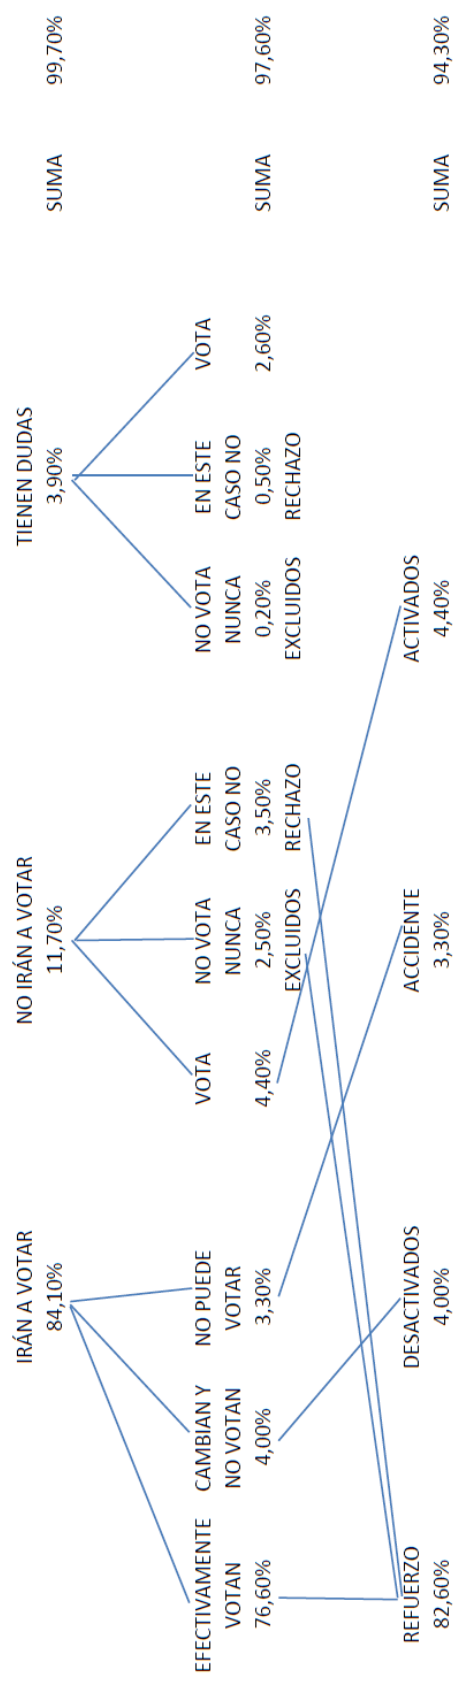 IRÁN A VOTAR
84,10%
NO IRÁN A VOTAR
11,70%
TIENEN DUDAS
3,90%
SUMA
99,70%
EFECTIVAMENTE
VOTAN
76,60%
CAMBIAN Y
NO VOTAN
4,00%
NO PUEDE
VOTAR
3,30%
VOTA
4,40%
NO VOTA
NUNCA
2,50%
EXCLUIDOS
EN ESTE
CASO NO
3,50%
RECHAZO
NO VOTA
NUNCA
0,20%
EXCLUIDOS
EN ESTE
CASO NO
0,50%
RECHAZO
VOTA
2,60%
SUMA
97,60%
REFUERZO
82,60%
DESACTIVADOS
4,00%
ACCIDENTE
3,30%
ACTIVADOS
4,40%
SUMA
94,30%